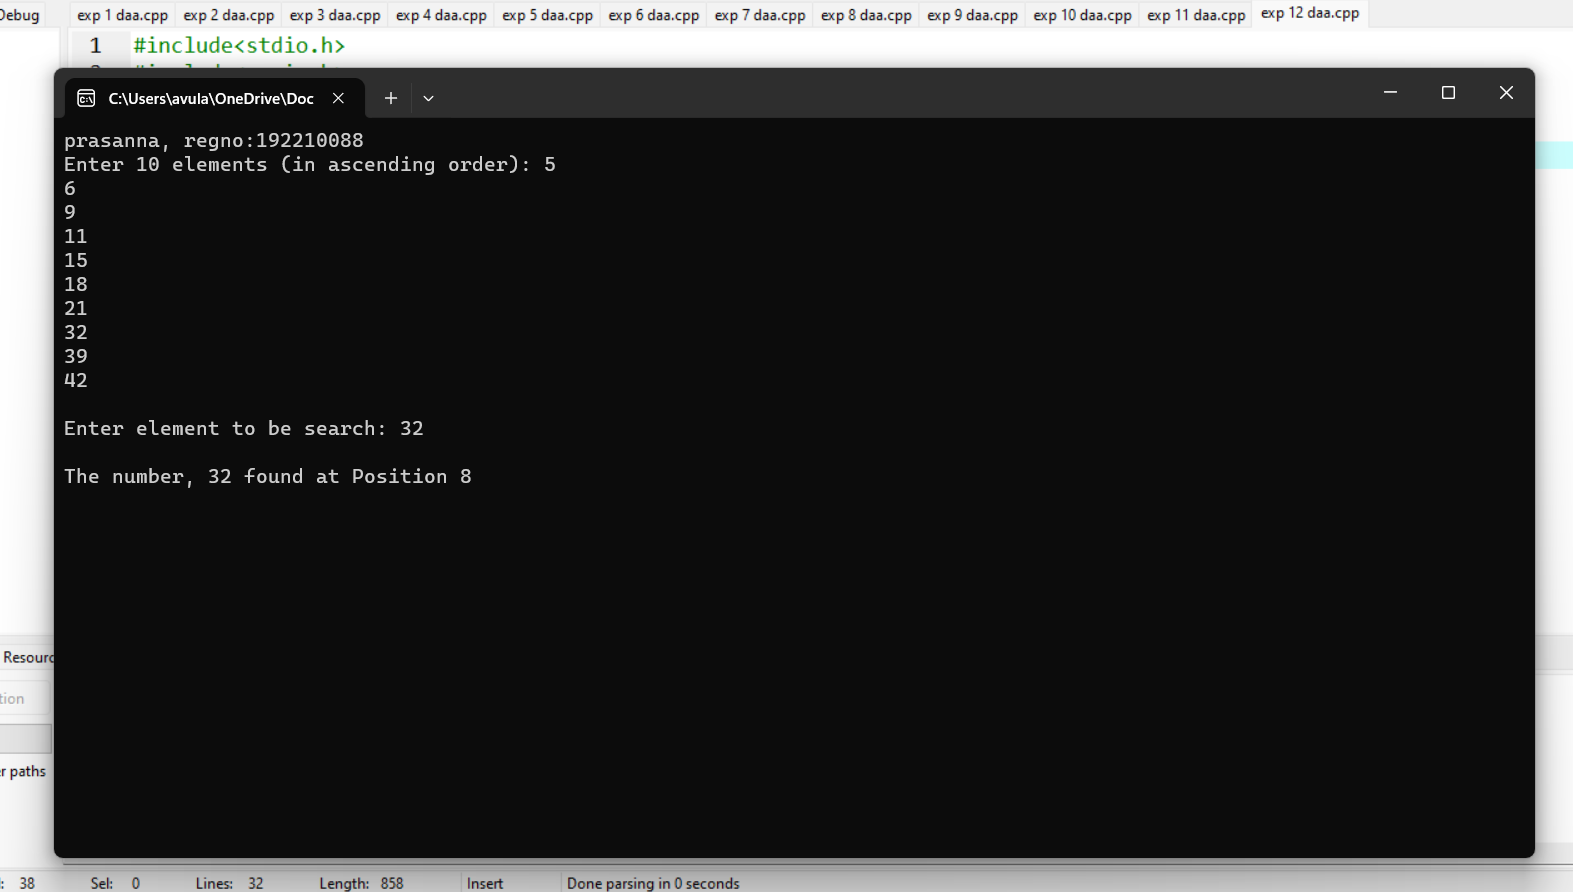 Debug
exp 1 daa.cpp exp 2 daa.cpp exp 3 daa.cpp exp 4 daa.cpp exp 5 daa.cpp exp 6 daa.cpp exp 7 daa.cpp exp 8 daa.cpp exp 9 daa.cpp exp 10 daa.cpp exp 11 daa.cpp exp 12 daa.cpp
1 #include<stdio.h>
C:\Users\avula\OneDrive\Doc
prasanna, regno:192210088
Enter 10 elements (in ascending order): 5
6
9
11
15
18
21
32
39
42
Enter element to be search: 32
The number, 32 found at Position 8
Resourc
tion
r paths
: 38 Sel: 0 Lines: 32 Length: 858 Insert Done parsing in 0 seconds